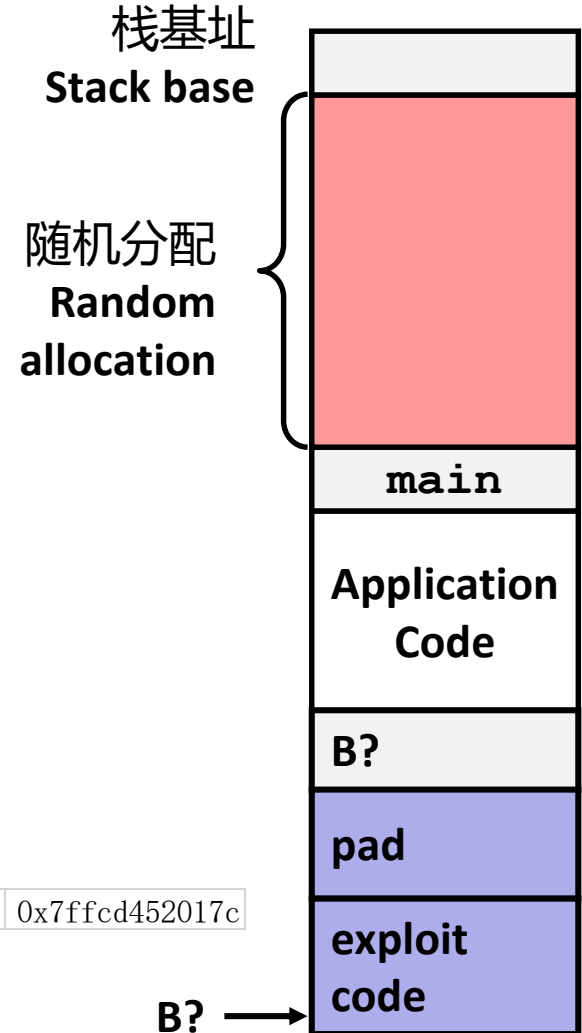 栈基址
Stack base
随机分配
Random
allocation
main
Application
Code
B?
pad
0x7ffcd452017c
exploit
code
B?